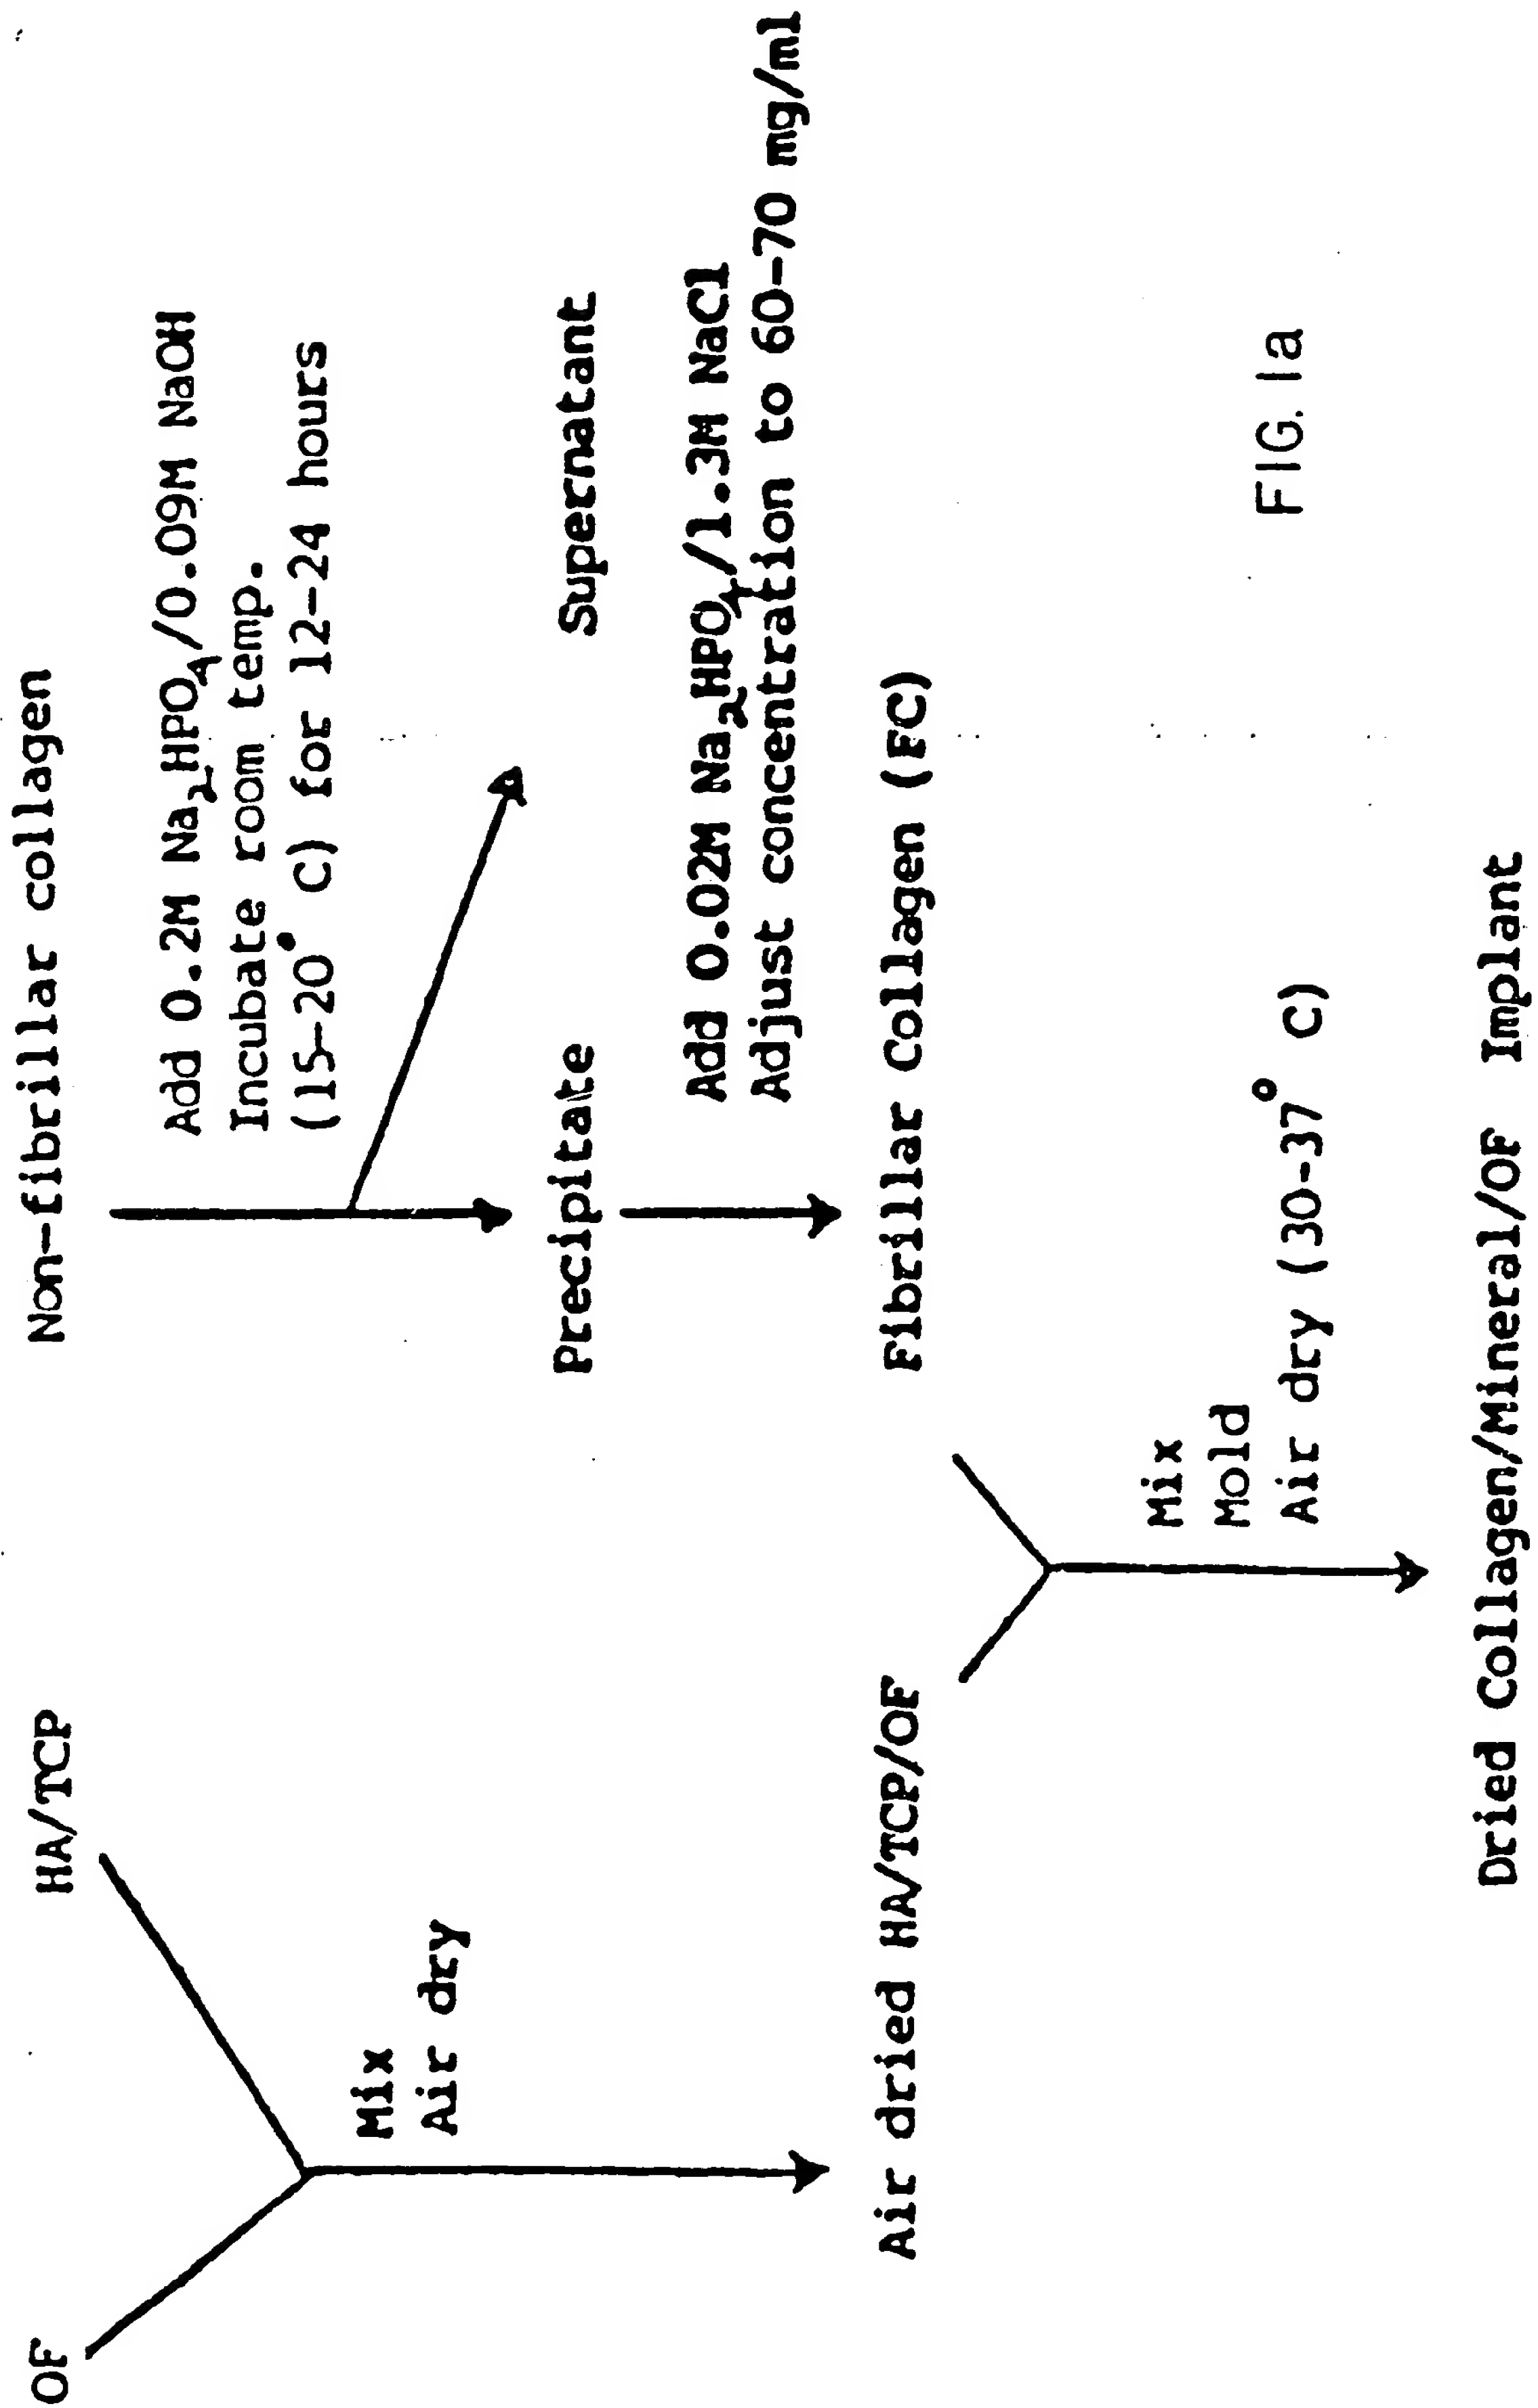 OF
HA/TCP
Mix
Air dry
Air dried HA/TCP/OF
Non-fibrillar collagen
Add 0.2M Na2HPO4/0.09M NaOH
Incubate room temp.
(15-20° C) for 12-24 hours
Precipitate
Supernatant
Add 0.02M Na2HPO4/1.3M NaCl
Adjust concentration to 60-70 mg/ml
Fibrillar Collagen (FC)
Mix
Mold
Air dry (30-37° C)
Dried Collagen/Mineral/OF Implant
FIG. 1a